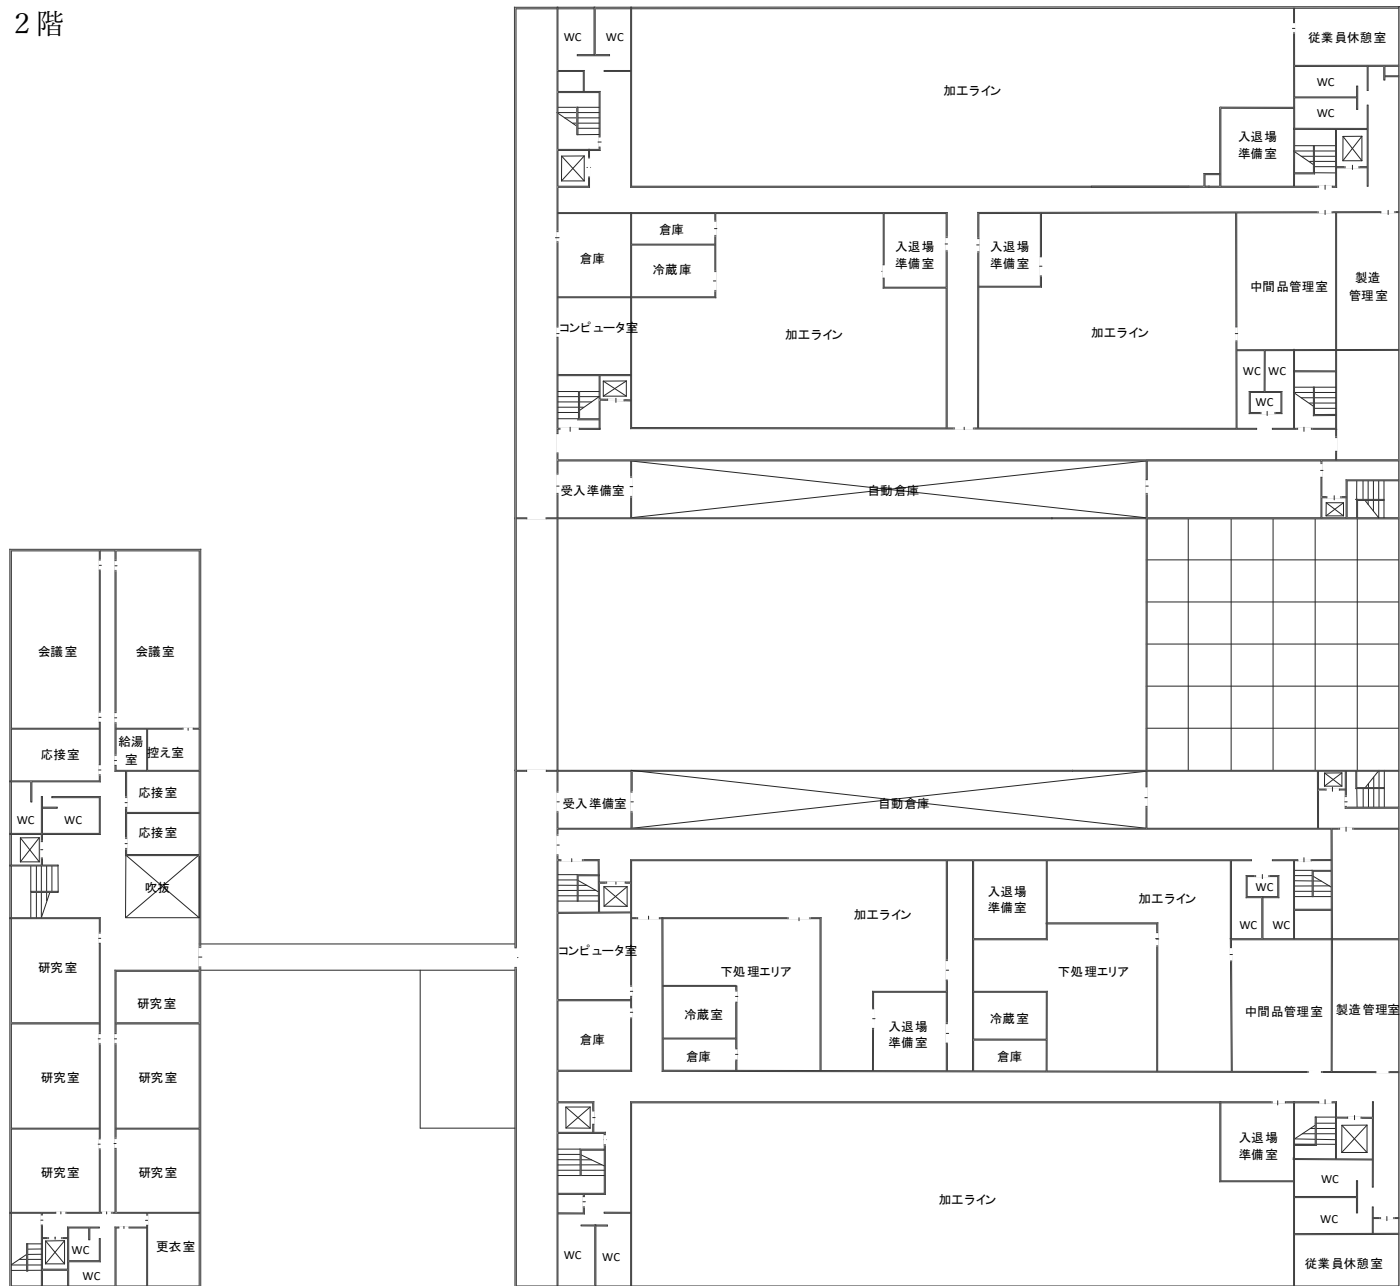 2階
WC
WC
従業員休憩室
加工ライン
WC
WC
入退場
準備室
倉庫
倉庫
冷蔵庫
入退場
準備室
入退場
準備室
中間品管理室
製造
管理室
コンピュータ室
加工ライン
加工ライン
WC
WC
WC
受入準備室
自動倉庫
会議室
会議室
応接室
給湯
室
控え室
応接室
WC
WC
応接室
吹抜
受入準備室
自動倉庫
入退場
準備室
加工ライン
加工ライン
WC
WC
WC
コンピュータ室
研究室
下処理エリア
下処理エリア
研究室
冷蔵室
倉庫
入退場
準備室
冷蔵室
倉庫
中間品管理室
製造管理室
倉庫
研究室
研究室
研究室
研究室
入退場
準備室
加工ライン
WC
WC
更衣室
WC
WC
WC
WC
従業員休憩室